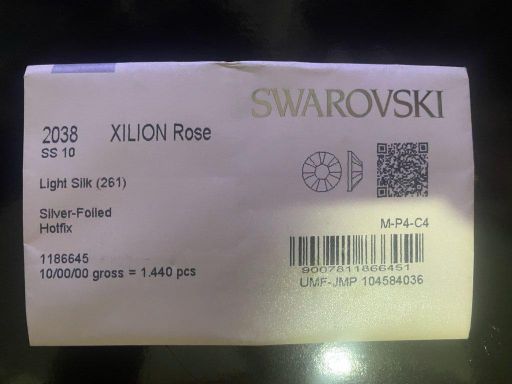 SWAROVSKI
2038 XILION Rose
SS 10
Light Silk (261)
Silver-Foiled
Hotfix
M-P4-C4
1186645
10/00/00 gross = 1.440 pcs
9007811866451
UMF-JMP 104584036